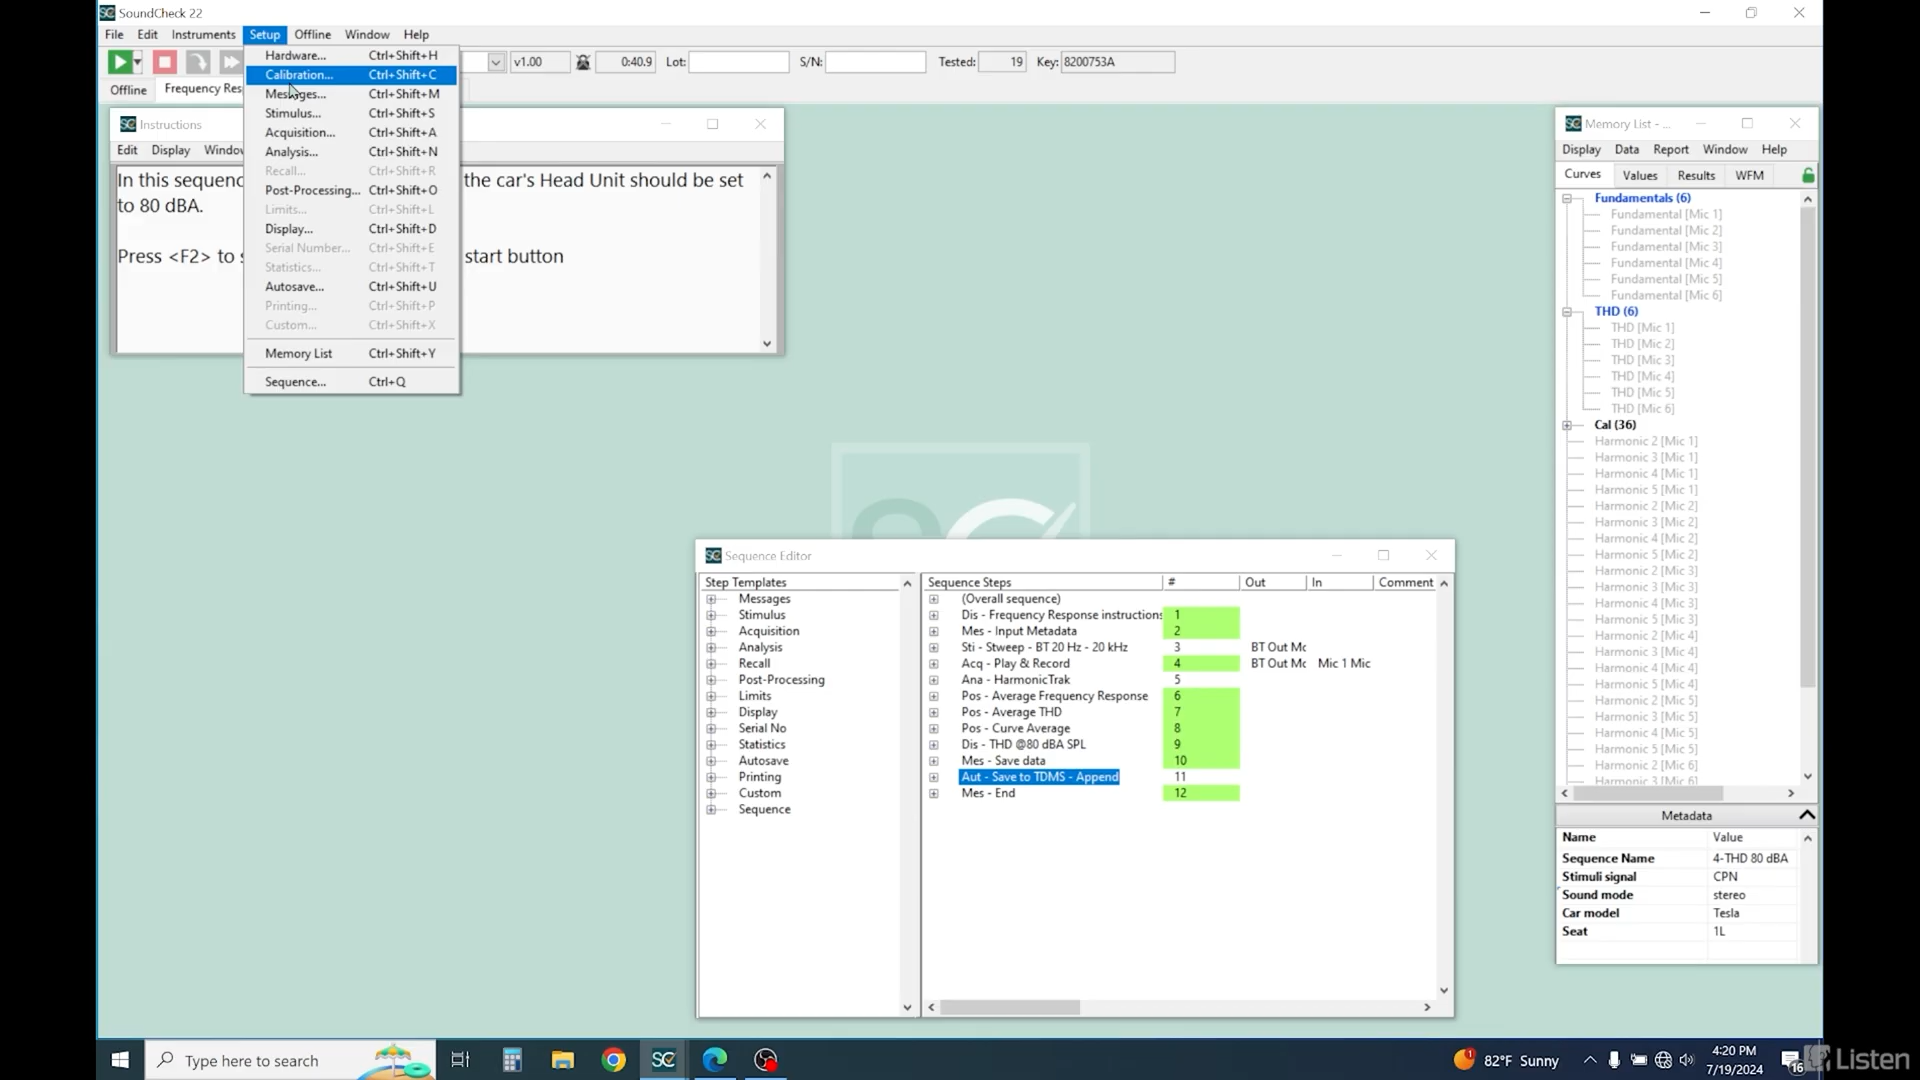 SoundCheck 22
File Edit Instruments Setup Offline Window Help
v1.00 0:40.9 Lot: S/N: Tested: 19 Key: 8200753A
Offline Frequency Res
Hardware... Ctrl+Shift+H
Calibration... Ctrl+Shift+C
Messages... Ctrl+Shift+M
Stimulus... Ctrl+Shift+S
Acquisition... Ctrl+Shift+A
Analysis... Ctrl+Shift+N
Recall... Ctrl+Shift+R
Post-Processing... Ctrl+Shift+O
Limits... Ctrl+Shift+L
Display... Ctrl+Shift+D
Serial Number... Ctrl+Shift+E
Statistics... Ctrl+Shift+T
Autosave... Ctrl+Shift+U
Printing... Ctrl+Shift+P
Custom... Ctrl+Shift+X
Memory List Ctrl+Shift+Y
Sequence... Ctrl+Q
SC Instructions
Edit Display Window
In this sequenc the car's Head Unit should be set
to 80 dBA.
Press <F2> to s start button
SC Memory List - ...
Display Data Report Window Help
Curves Values Results WFM
Fundamentals (6)
Fundamental [Mic 1]
Fundamental [Mic 2]
Fundamental [Mic 3]
Fundamental [Mic 4]
Fundamental [Mic 5]
Fundamental [Mic 6]
THD (6)
THD [Mic 1]
THD [Mic 2]
THD [Mic 3]
THD [Mic 4]
THD [Mic 5]
THD [Mic 6]
Cal (36)
Harmonic 2 [Mic 1]
Harmonic 3 [Mic 1]
Harmonic 4 [Mic 1]
Harmonic 5 [Mic 1]
Harmonic 2 [Mic 2]
Harmonic 3 [Mic 2]
Harmonic 4 [Mic 2]
Harmonic 5 [Mic 2]
Harmonic 2 [Mic 3]
Harmonic 3 [Mic 3]
Harmonic 4 [Mic 3]
Harmonic 5 [Mic 3]
Harmonic 2 [Mic 4]
Harmonic 3 [Mic 4]
Harmonic 4 [Mic 4]
Harmonic 5 [Mic 4]
Harmonic 2 [Mic 5]
Harmonic 3 [Mic 5]
Harmonic 4 [Mic 5]
Harmonic 5 [Mic 5]
Harmonic 2 [Mic 6]
Harmonic 3 [Mic 6]
Metadata
Name Value
Sequence Name 4-THD 80 dBA
Stimuli signal CPN
Sound mode stereo
Car model Tesla
Seat 1L
SC Sequence Editor
Step Templates
Messages
Stimulus
Acquisition
Analysis
Recall
Post-Processing
Limits
Display
Serial No
Statistics
Autosave
Printing
Custom
Sequence
Sequence Steps # Out In Comment
(Overall sequence)
Dis - Frequency Response instructions 1
Mes - Input Metadata 2
Sti - Stweep - BT 20 Hz - 20 kHz 3 BT Out Mc
Acq - Play & Record 4 BT Out Mc Mic 1 Mic
Ana - HarmonicTrak 5
Pos - Average Frequency Response 6
Pos - Average THD 7
Pos - Curve Average 8
Dis - THD @80 dBA SPL 9
Mes - Save data 10
Aut - Save to TDMS - Append 11
Mes - End 12
Type here to search
SC
82°F Sunny
4:20 PM
7/19/2024
16
Listen